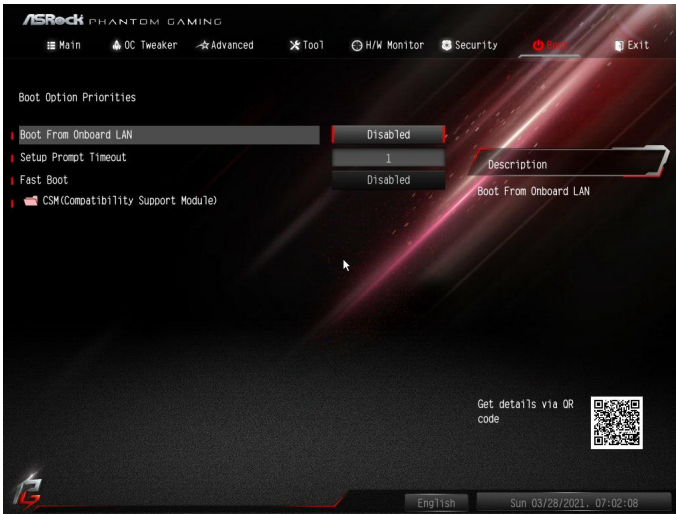 ASRock PHANTOM GAMING
Main OC Tweaker Advanced Tool H/W Monitor Security Boot Exit
Boot Option Priorities
Boot From Onboard LAN Disabled
Setup Prompt Timeout 1
Fast Boot Disabled
CSM(Compatibility Support Module)
Description
Boot From Onboard LAN
Get details via QR
code
English Sun 03/28/2021. 07:02:08